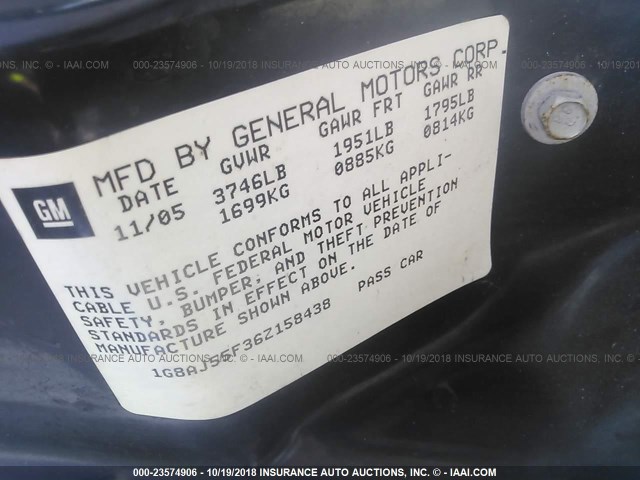 000-23574906 - 10/19/2018 INSURANCE AUTO AUCTIONS, INC. - IAAI.COM
MFD BY GENERAL MOTORS CORP.
DATE GVWR GAWR FRT GAWR RR
11/05 3746LB 1951LB 1795LB
1699KG 0885KG 0814KG
GM
THIS VEHICLE CONFORMS TO ALL APPLI-
CABLE U.S. FEDERAL MOTOR VEHICLE
SAFETY, BUMPER, AND THEFT PREVENTION
STANDARDS IN EFFECT ON THE DATE OF
MANUFACTURE SHOWN ABOVE.
PASS CAR
000-23574906 - 10/19/2018 INSURANCE AUTO AUCTIONS, INC. - IAAI.COM
000-23574906 - 10/19/2018 INSURANCE AUTO AUCTIONS, INC. - IAAI.COM